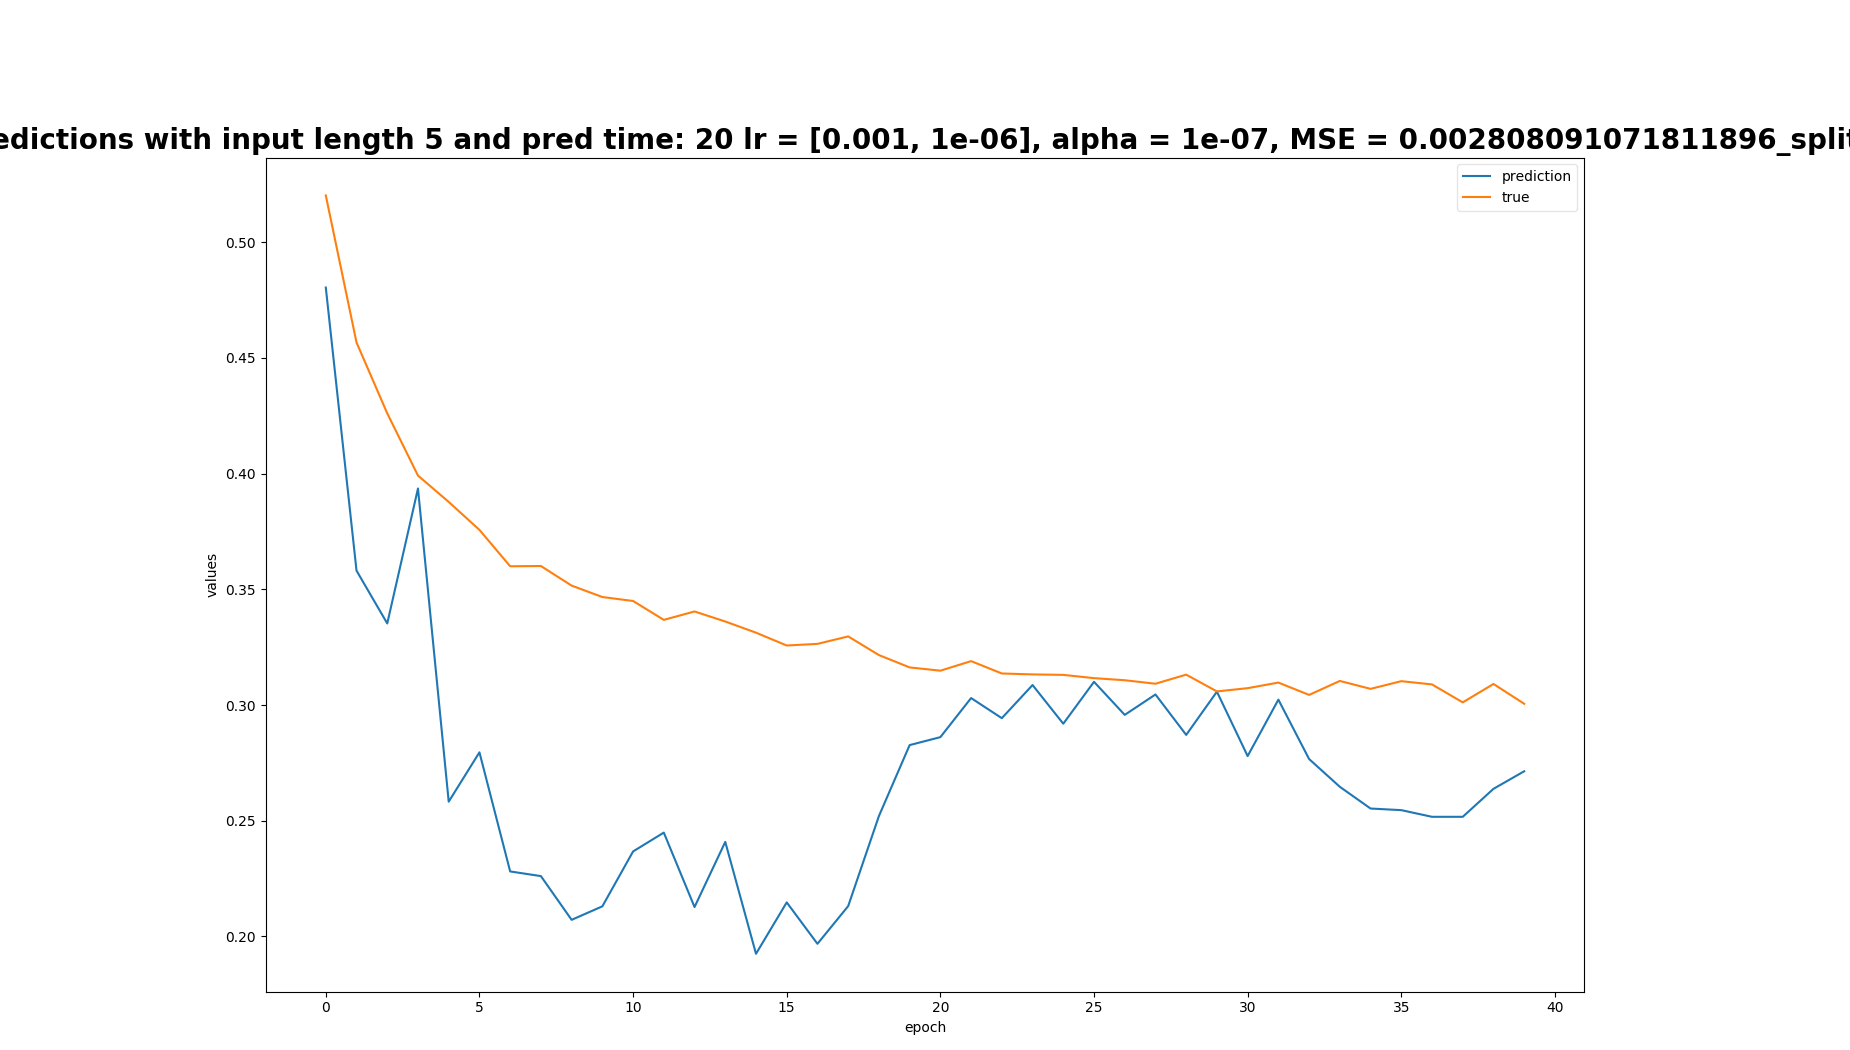 edictions with input length 5 and pred time: 20 lr = [0.001, 1e-06], alpha = 1e-07, MSE = 0.002808091071811896_split
prediction
true
0.50
0.45
0.40
0.35
0.30
0.25
0.20
values
0 5 10 15 20 25 30 35 40
epoch